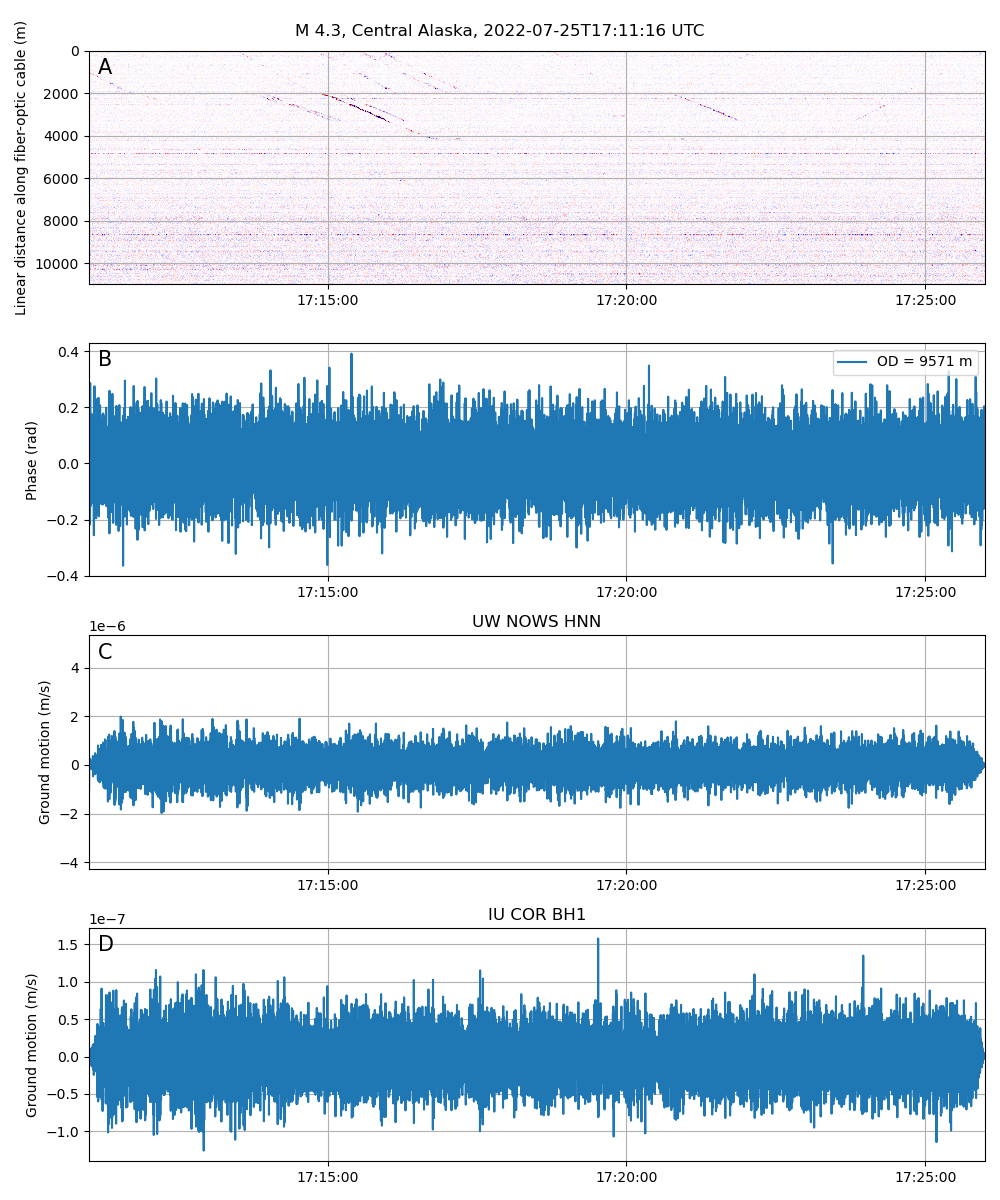 M 4.3, Central Alaska, 2022-07-25T17:11:16 UTC
A
Linear distance along fiber-optic cable (m)
0
2000
4000
6000
8000
10000
17:15:00 17:20:00 17:25:00
B
OD = 9571 m
Phase (rad)
0.4
0.2
0.0
−0.2
−0.4
17:15:00 17:20:00 17:25:00
UW NOWS HNN
1e−6
C
Ground motion (m/s)
4
2
0
−2
−4
17:15:00 17:20:00 17:25:00
IU COR BH1
1e−7
D
Ground motion (m/s)
1.5
1.0
0.5
0.0
−0.5
−1.0
17:15:00 17:20:00 17:25:00